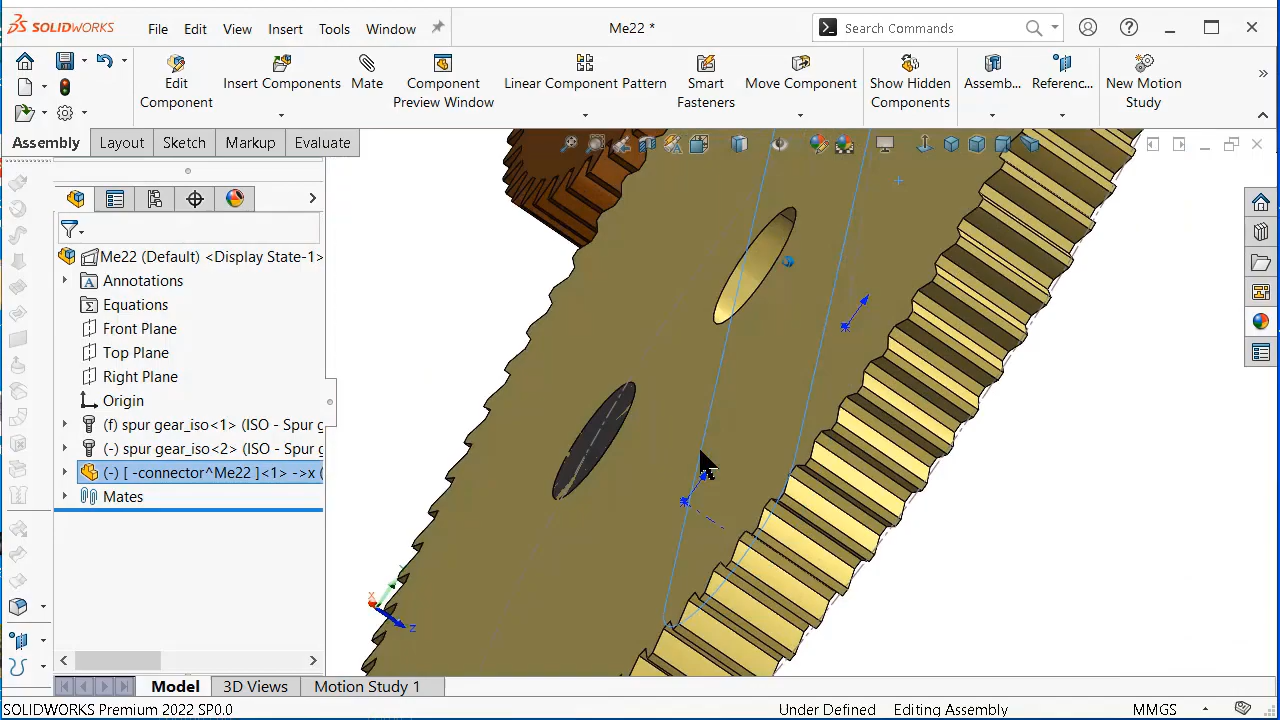 SOLIDWORKS
File
Edit
View
Insert
Tools
Window
Me22 *
Search Commands
Edit
Component
Insert Components
Mate
Component
Preview Window
Linear Component Pattern
Smart
Fasteners
Move Component
Show Hidden
Components
Assemb...
Referenc...
New Motion
Study
Assembly
Layout
Sketch
Markup
Evaluate
Me22 (Default) <Display State-1>
Annotations
Equations
Front Plane
Top Plane
Right Plane
Origin
(f) spur gear_iso<1> (ISO - Spur g
(-) spur gear_iso<2> (ISO - Spur g
(-) [ -connector^Me22 ]<1> ->x (
Mates
X
Z
Model
3D Views
Motion Study 1
SOLIDWORKS Premium 2022 SP0.0
Under Defined
Editing Assembly
MMGS